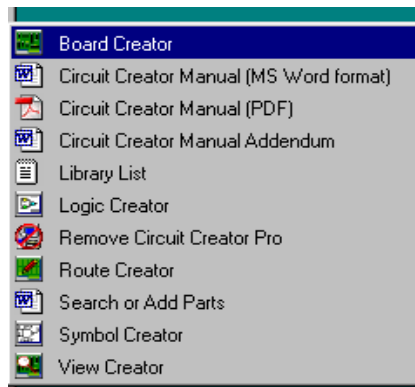 Board Creator
Circuit Creator Manual (MS Word format)
Circuit Creator Manual (PDF)
Circuit Creator Manual Addendum
Library List
Logic Creator
Remove Circuit Creator Pro
Route Creator
Search or Add Parts
Symbol Creator
View Creator